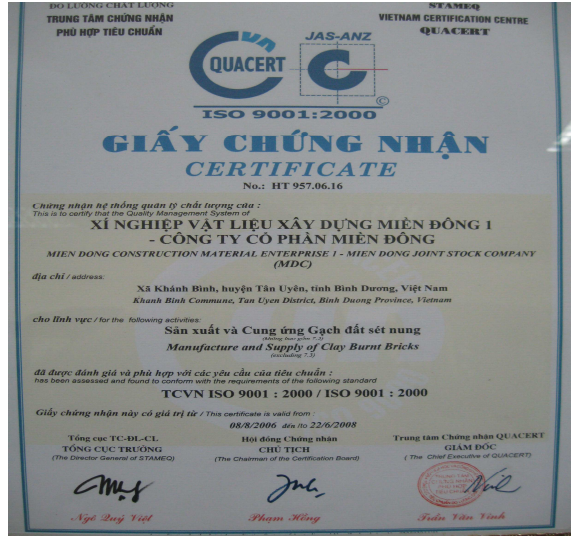 ĐO LƯỜNG CHẤT LƯỢNG
TRUNG TÂM CHỨNG NHẬN
PHÙ HỢP TIÊU CHUẨN
STAMEQ
VIETNAM CERTIFICATION CENTRE
QUACERT
vn
QUACERT
JAS-ANZ
C
©
ISO 9001:2000
GIẤY CHỨNG NHẬN
CERTIFICATE
No.: HT 957.06.16
Chứng nhận hệ thống quản lý chất lượng của :
This is to certify that the Quality Management System of
XÍ NGHIỆP VẬT LIỆU XÂY DỰNG MIỀN ĐÔNG 1
- CÔNG TY CỔ PHẦN MIỀN ĐÔNG
MIEN DONG CONSTRUCTION MATERIAL ENTERPRISE 1 - MIEN DONG JOINT STOCK COMPANY
(MDC)
địa chỉ / address:
Xã Khánh Bình, huyện Tân Uyên, tỉnh Bình Dương, Việt Nam
Khanh Binh Commune, Tan Uyen District, Binh Duong Province, Vietnam
cho lĩnh vực / for the following activities:
Sản xuất và Cung ứng Gạch đất sét nung
(không bao gồm 7.3)
Manufacture and Supply of Clay Burnt Bricks
(excluding 7.3)
đã được đánh giá và phù hợp với các yêu cầu của tiêu chuẩn :
has been assessed and found to conform with the requirements of the following standard
TCVN ISO 9001 : 2000 / ISO 9001 : 2000
Giấy chứng nhận này có giá trị từ / This certificate is valid from :
08/8/2006 đến /to 22/6/2008
Tổng cục TC-ĐL-CL
TỔNG CỤC TRƯỞNG
(The Director General of STAMEQ)
Hội đồng Chứng nhận
CHỦ TỊCH
(The Chairman of the Certification Board)
Trung tâm Chứng nhận QUACERT
GIÁM ĐỐC
( The Chief Executive of QUACERT)
Ngô Quý Việt
Phạm Hồng
Trần Văn Vinh